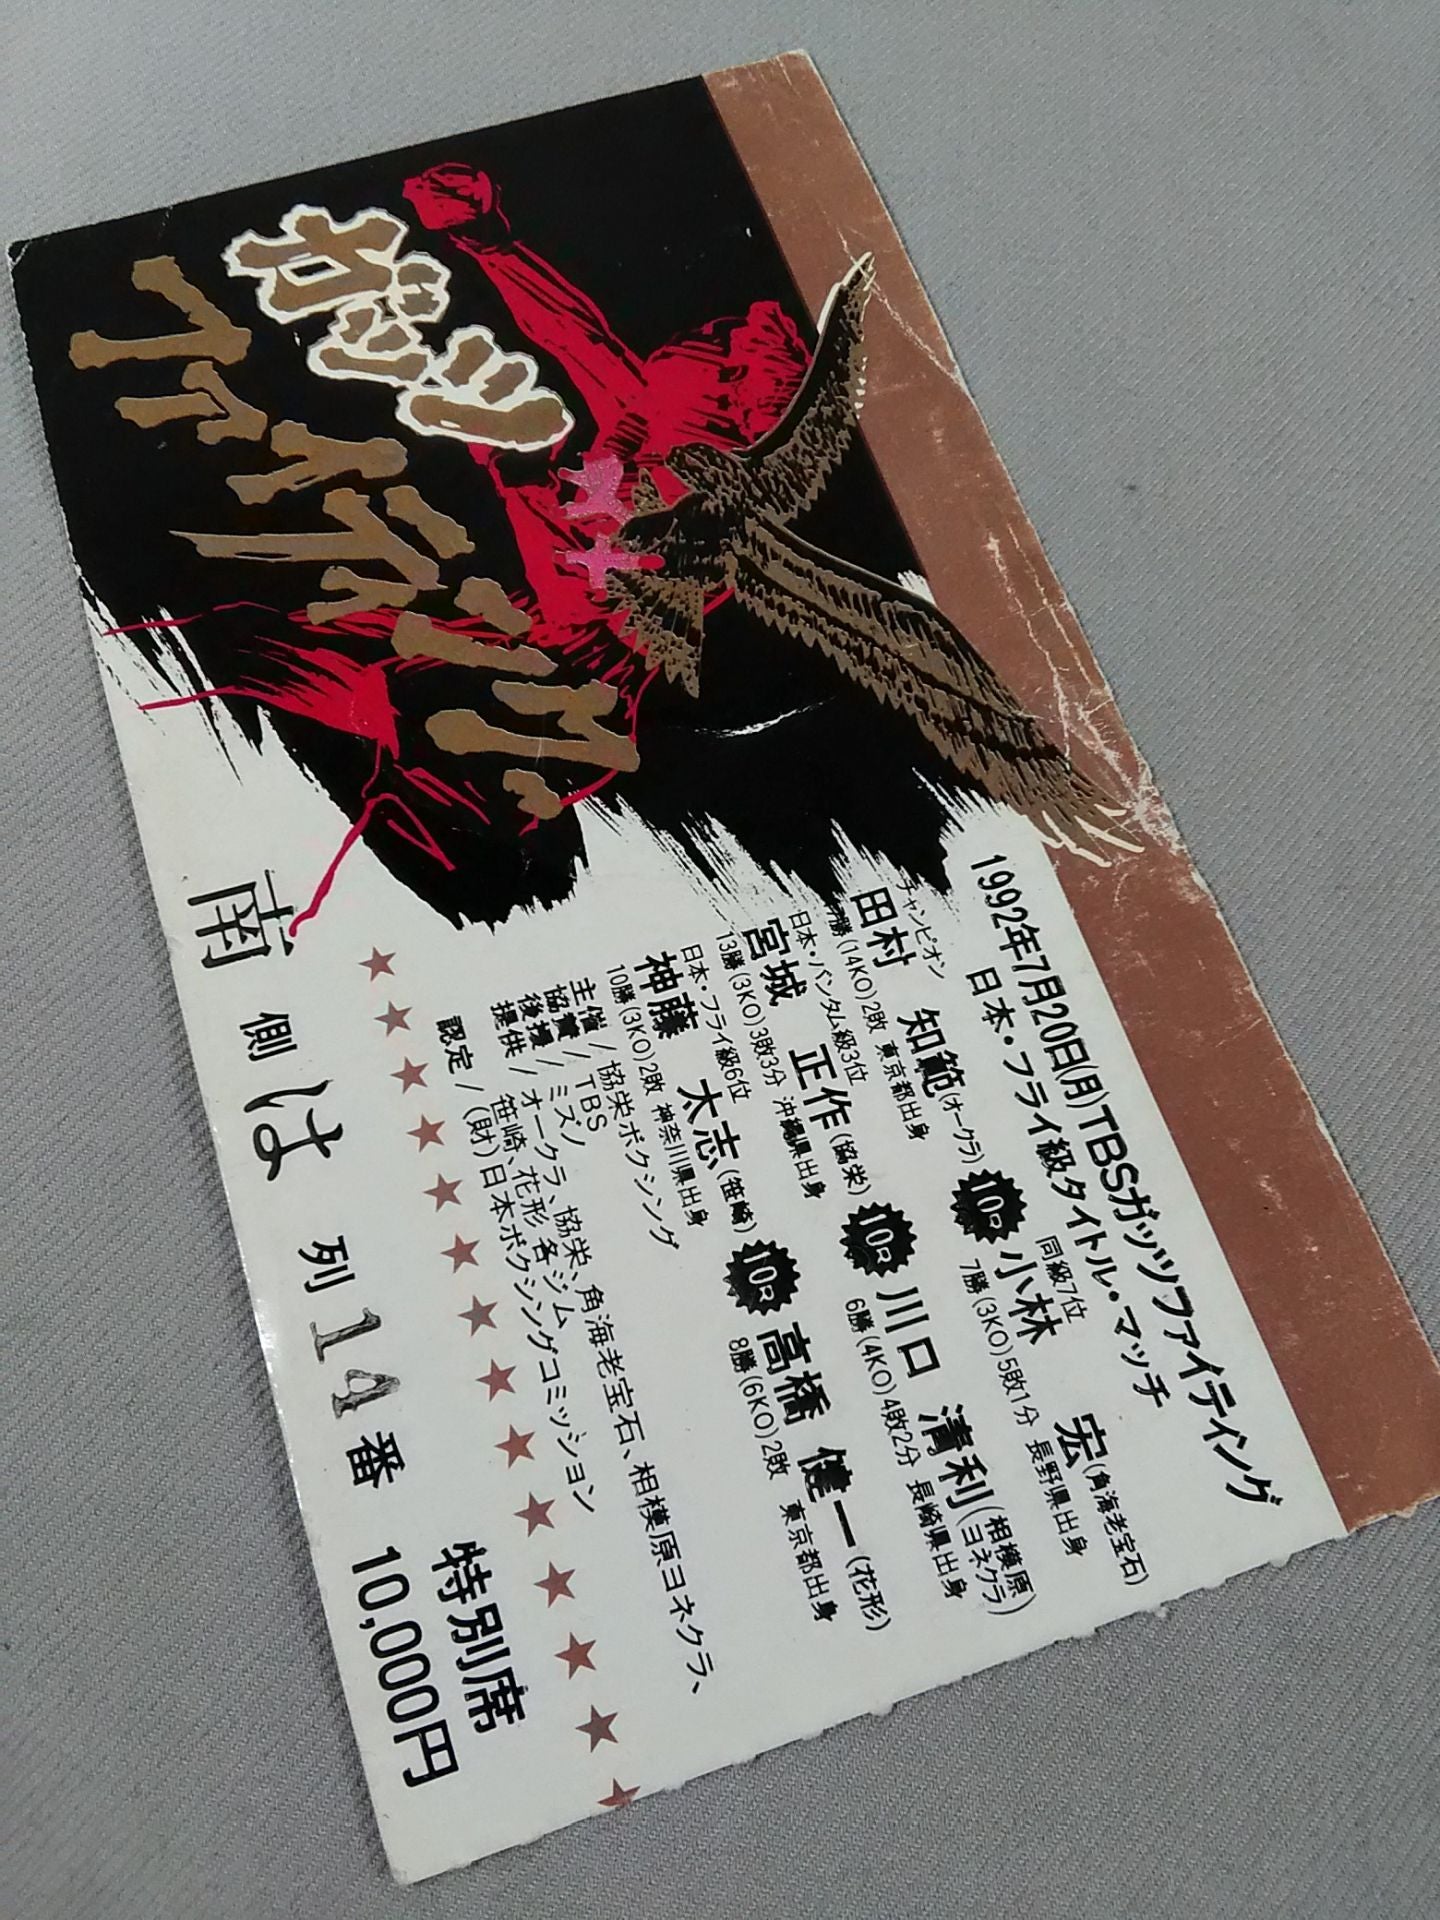 ガッツ
ファイティング
1992年7月20日(月)TBSガッツファイティング
日本・フライ級タイトル・マッチ
チャンピオン
田村 知範(オークラ)
勝(14KO)2敗 東京都出身
10R
同級7位
小林 宏(角海老宝石)
7勝(3KO)5敗1分 長野県出身
日本・バンタム級3位
宮城 正作(協栄)
13勝(3KO)3敗3分 沖縄県出身
10R
川口 清利(相模原ヨネクラ)
6勝(4KO)4敗2分 長崎県出身
日本・フライ級6位
神藤 太志(笹崎)
10勝(3KO)2敗 神奈川県出身
10R
高橋 健一(花形)
8勝(6KO)2敗 東京都出身
主催/協栄ボクシング
協賛/TBS
後援/ミズノ
提供/オークラ、協栄、角海老宝石、相模原ヨネクラ、
笹崎、花形各ジム
認定/(財)日本ボクシングコミッション
南側は列14番
特別席
10,000円